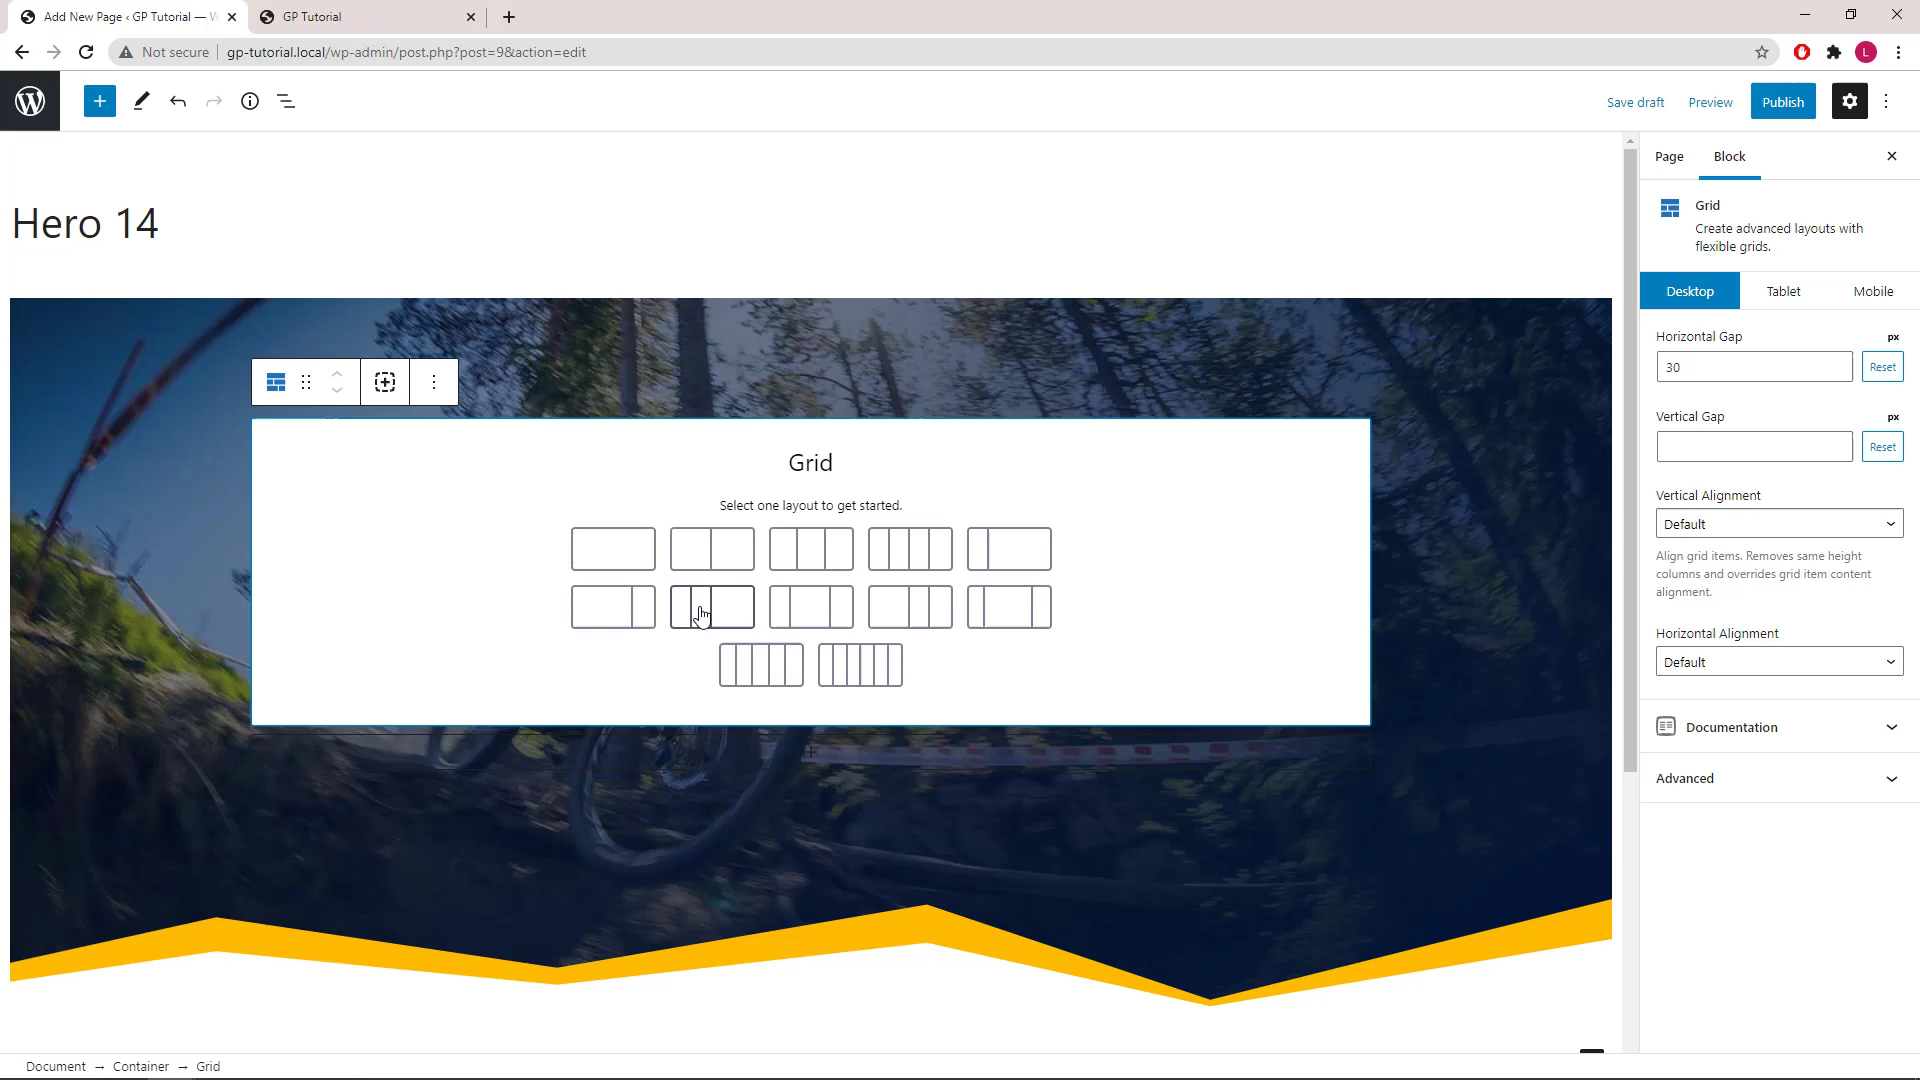 Add New Page ‹ GP Tutorial — W
GP Tutorial
Not secure
gp-tutorial.local/wp-admin/post.php?post=9&action=edit
L
Save draft
Preview
Publish
Page
Block
Hero 14
Grid
Create advanced layouts with
flexible grids.
Desktop
Tablet
Mobile
Horizontal Gap
px
30
Reset
Vertical Gap
px
Reset
Grid
Select one layout to get started.
Vertical Alignment
Default
Align grid items. Removes same height
columns and overrides grid item content
alignment.
Horizontal Alignment
Default
Documentation
Advanced
Document → Container → Grid